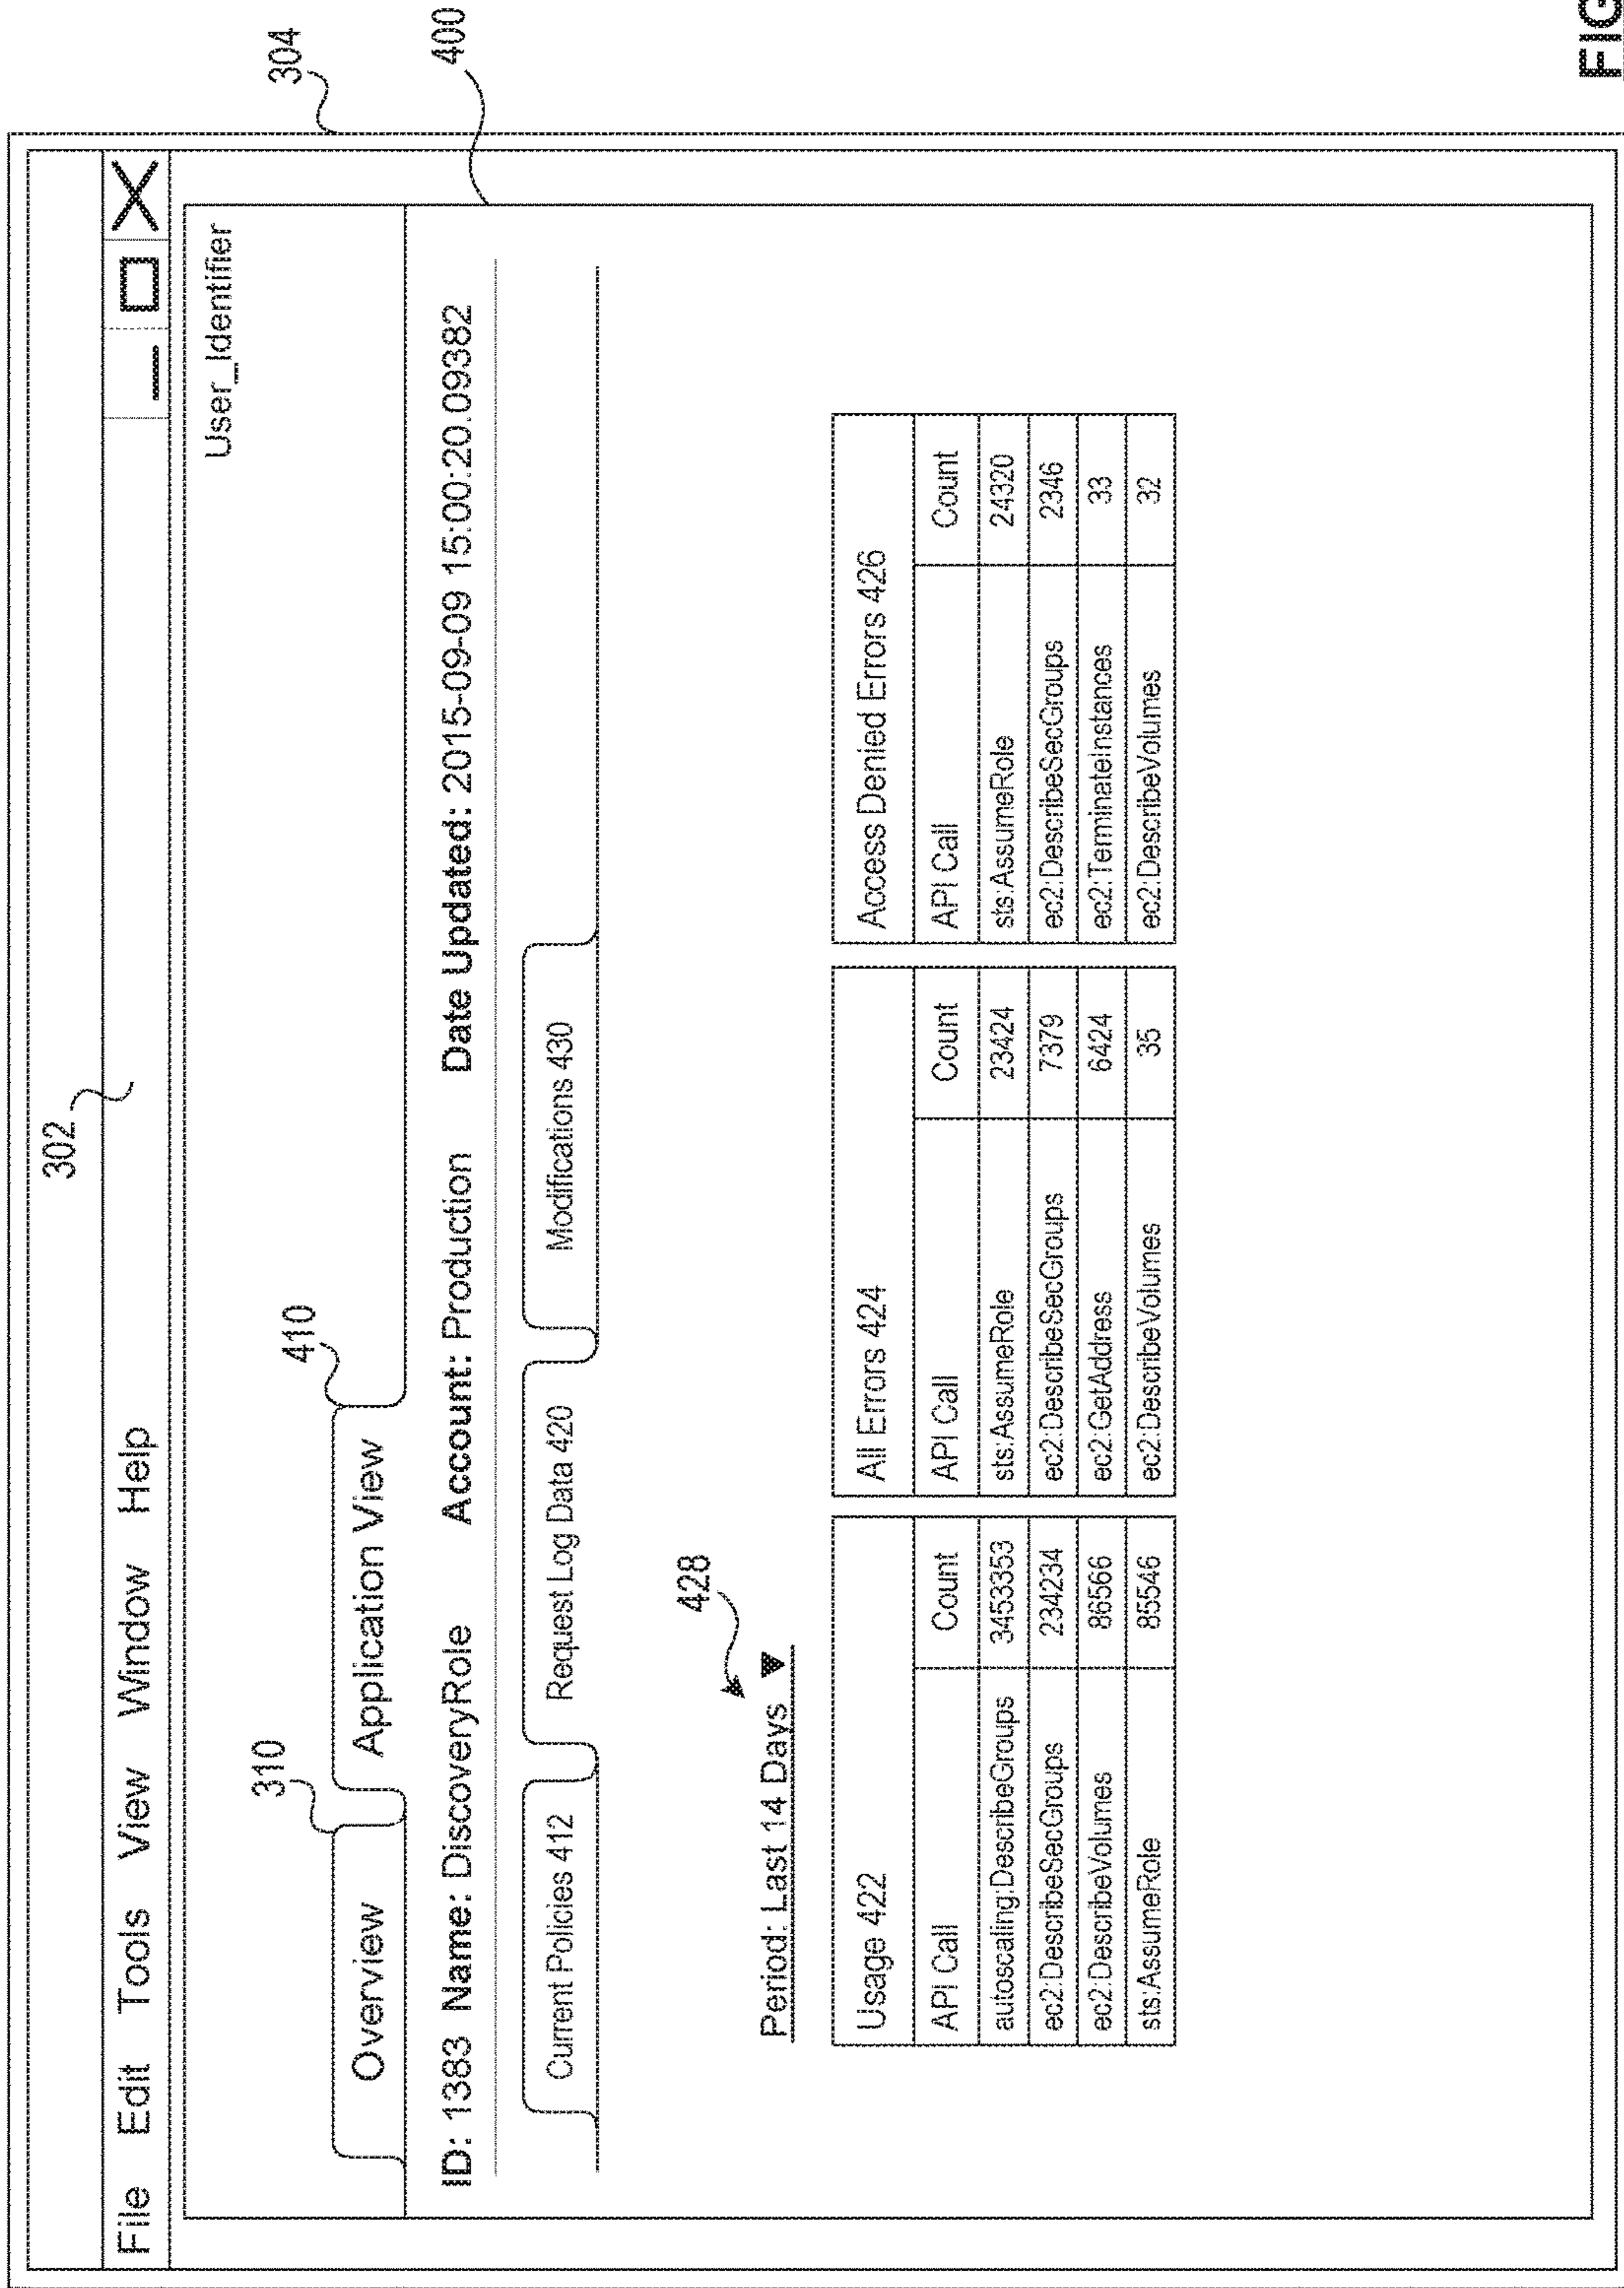 302
304
File Edit Tools View Window Help
User_Identifier
400
310
410
Overview
Application View
ID: 1383 Name: DiscoveryRole Account: Production Date Updated: 2015-09-09 15:00:20.09382
Current Policies 412
Request Log Data 420
Modifications 430
428
Period: Last 14 Days ▼
Usage 422
API Call Count
autoscaling:DescribeGroups 3453353
ec2:DescribeSecGroups 234234
ec2:DescribeVolumes 86566
sts:AssumeRole 85546
All Errors 424
API Call Count
sts:AssumeRole 23424
ec2:DescribeSecGroups 7379
ec2:GetAddress 6424
ec2:DescribeVolumes 35
Access Denied Errors 426
API Call Count
sts:AssumeRole 24320
ec2:DescribeSecGroups 2346
ec2:TerminateInstances 33
ec2:DescribeVolumes 32
FIG